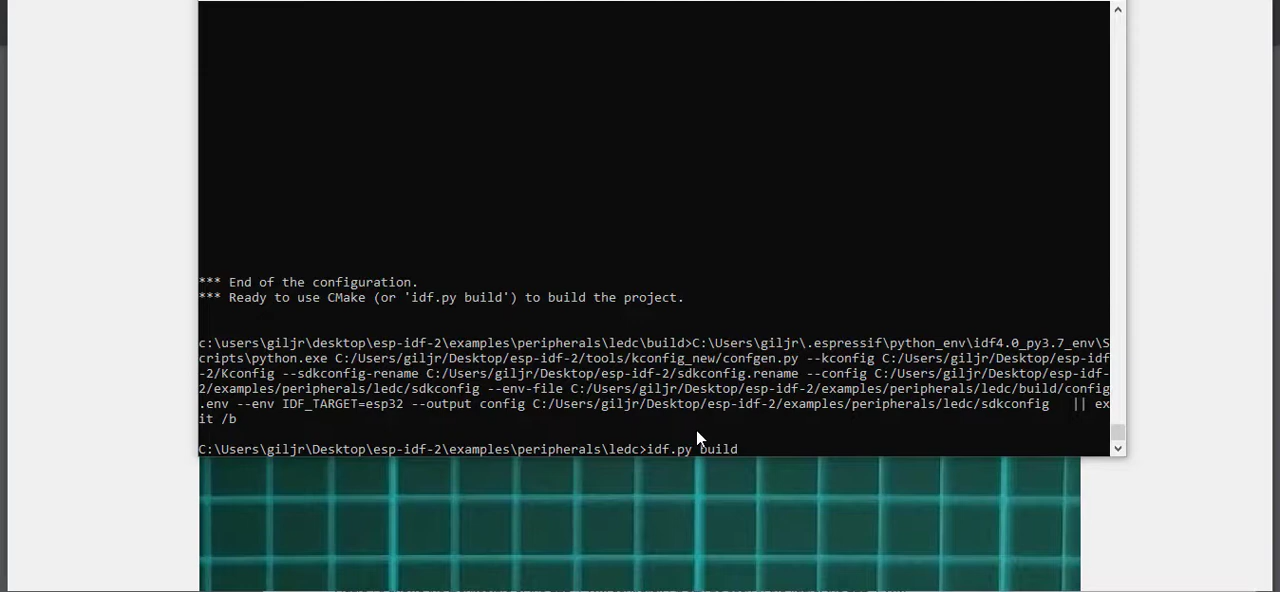 *** End of the configuration.
*** Ready to use CMake (or 'idf.py build') to build the project.
c:\users\giljr\desktop\esp-idf-2\examples\peripherals\ledc\build>C:\Users\giljr\.espressif\python_env\idf4.0_py3.7_env\S
cripts\python.exe C:/Users/giljr/Desktop/esp-idf-2/tools/kconfig_new/confgen.py --kconfig C:/Users/giljr/Desktop/esp-idf
-2/Kconfig --sdkconfig-rename C:/Users/giljr/Desktop/esp-idf-2/sdkconfig.rename --config C:/Users/giljr/Desktop/esp-idf-
2/examples/peripherals/ledc/sdkconfig --env-file C:/Users/giljr/Desktop/esp-idf-2/examples/peripherals/ledc/build/config
.env --env IDF_TARGET=esp32 --output config C:/Users/giljr/Desktop/esp-idf-2/examples/peripherals/ledc/sdkconfig   || ex
it /b
C:\Users\giljr\Desktop\esp-idf-2\examples\peripherals\ledc>idf.py build